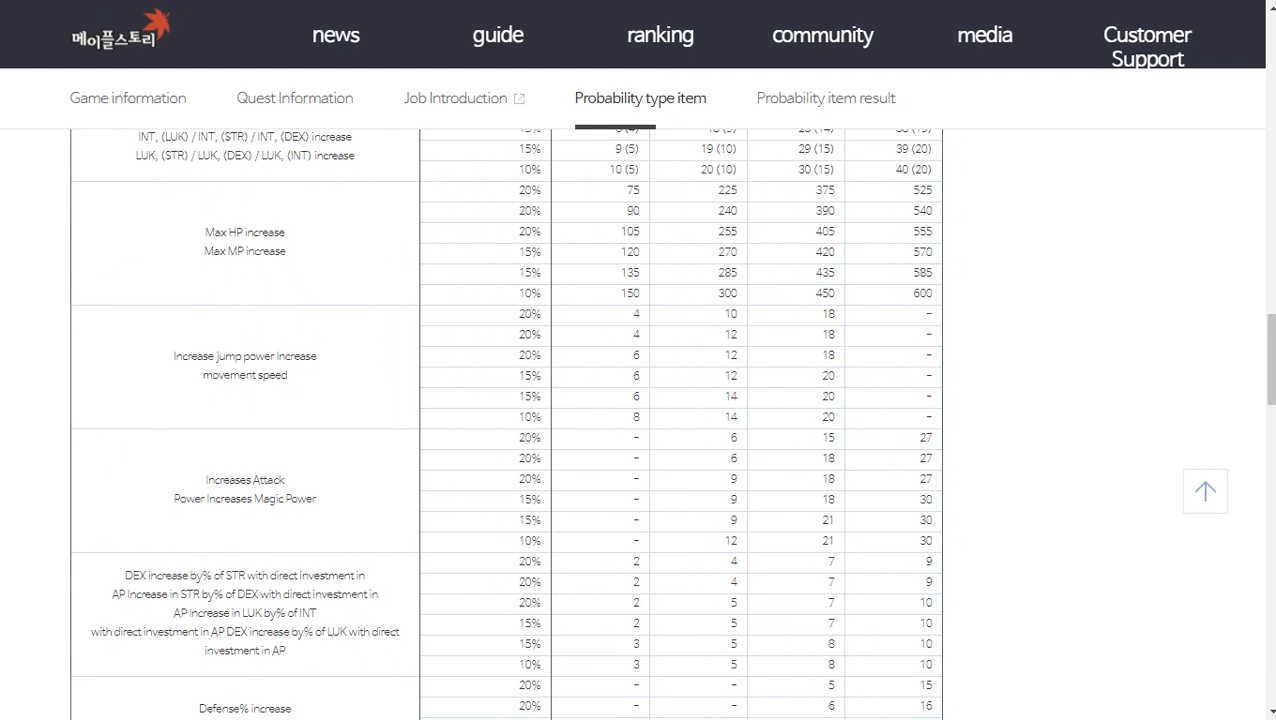 메이플스토리
news guide ranking community media Customer Support
Game information Quest Information Job Introduction Probability type item Probability item result
INT, (LUK) / INT, (STR) / INT, (DEX) increase
LUK, (STR) / LUK, (DEX) / LUK, (INT) increase
15% 9 (5) 19 (10) 29 (15) 39 (20)
10% 10 (5) 20 (10) 30 (15) 40 (20)
Max HP increase
Max MP increase
20% 75 225 375 525
20% 90 240 390 540
20% 105 255 405 555
15% 120 270 420 570
15% 135 285 435 585
10% 150 300 450 600
Increase jump power Increase
movement speed
20% 4 10 18 -
20% 4 12 18 -
20% 6 12 18 -
15% 6 12 20 -
15% 6 14 20 -
10% 8 14 20 -
Increases Attack
Power Increases Magic Power
20% - 6 15 27
20% - 6 18 27
20% - 9 18 27
15% - 9 18 30
15% - 9 21 30
10% - 12 21 30
DEX increase by% of STR with direct investment in
AP Increase in STR by% of DEX with direct investment in
AP Increase in LUK by% of INT
with direct investment in AP DEX increase by% of LUK with direct
investment in AP
20% 2 4 7 9
20% 2 4 7 9
20% 2 5 7 10
15% 2 5 7 10
15% 3 5 8 10
10% 3 5 8 10
Defense% increase
20% - - 5 15
20% - - 6 16